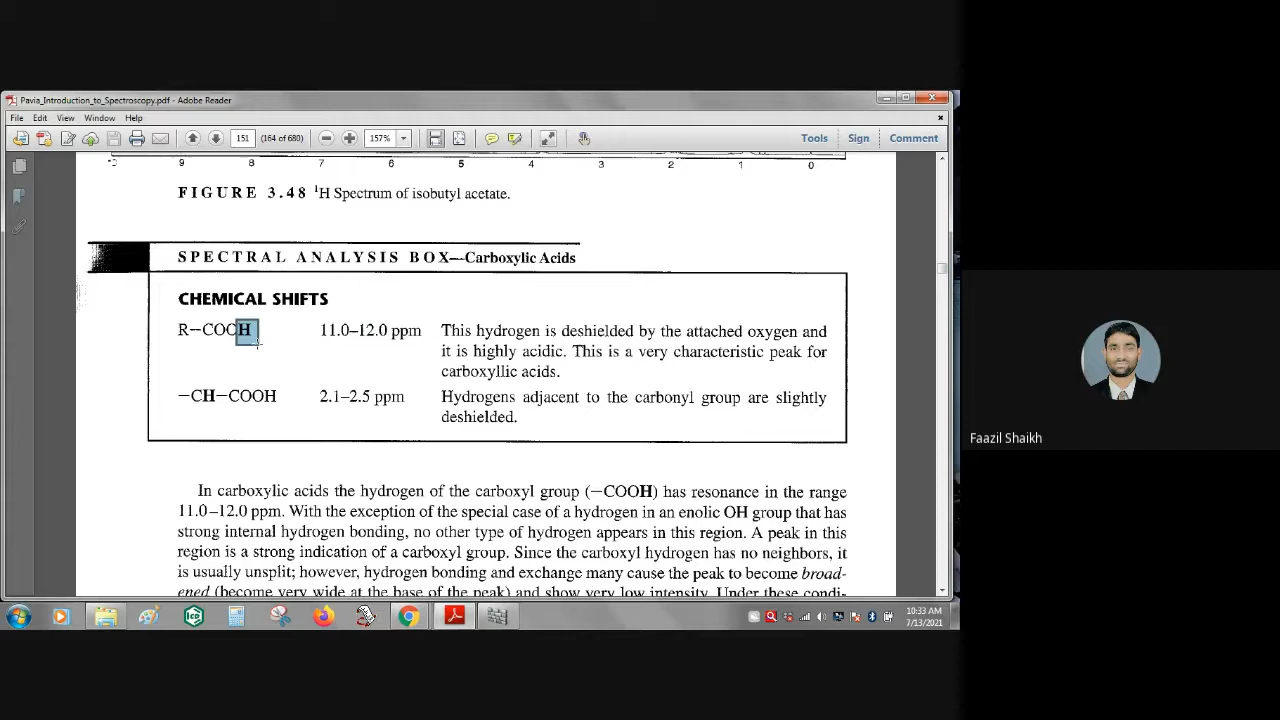 Pavia_Introduction_to_Spectroscopy.pdf - Adobe Reader
File Edit View Window Help
151 (164 of 680) 157% Tools Sign Comment
9 8 7 6 5 4 3 2 1 0
FIGURE 3.48 ¹H Spectrum of isobutyl acetate.
SPECTRAL ANALYSIS BOX—Carboxylic Acids
CHEMICAL SHIFTS
R—COOH 11.0–12.0 ppm This hydrogen is deshielded by the attached oxygen and
it is highly acidic. This is a very characteristic peak for
carboxyllic acids.
—CH—COOH 2.1–2.5 ppm Hydrogens adjacent to the carbonyl group are slightly
deshielded.
In carboxylic acids the hydrogen of the carboxyl group (—COOH) has resonance in the range
11.0–12.0 ppm. With the exception of the special case of a hydrogen in an enolic OH group that has
strong internal hydrogen bonding, no other type of hydrogen appears in this region. A peak in this
region is a strong indication of a carboxyl group. Since the carboxyl hydrogen has no neighbors, it
is usually unsplit; however, hydrogen bonding and exchange many cause the peak to become broad-
ened (become very wide at the base of the peak) and show very low intensity. Under these condi-
Faazil Shaikh
10:33 AM
7/13/2021